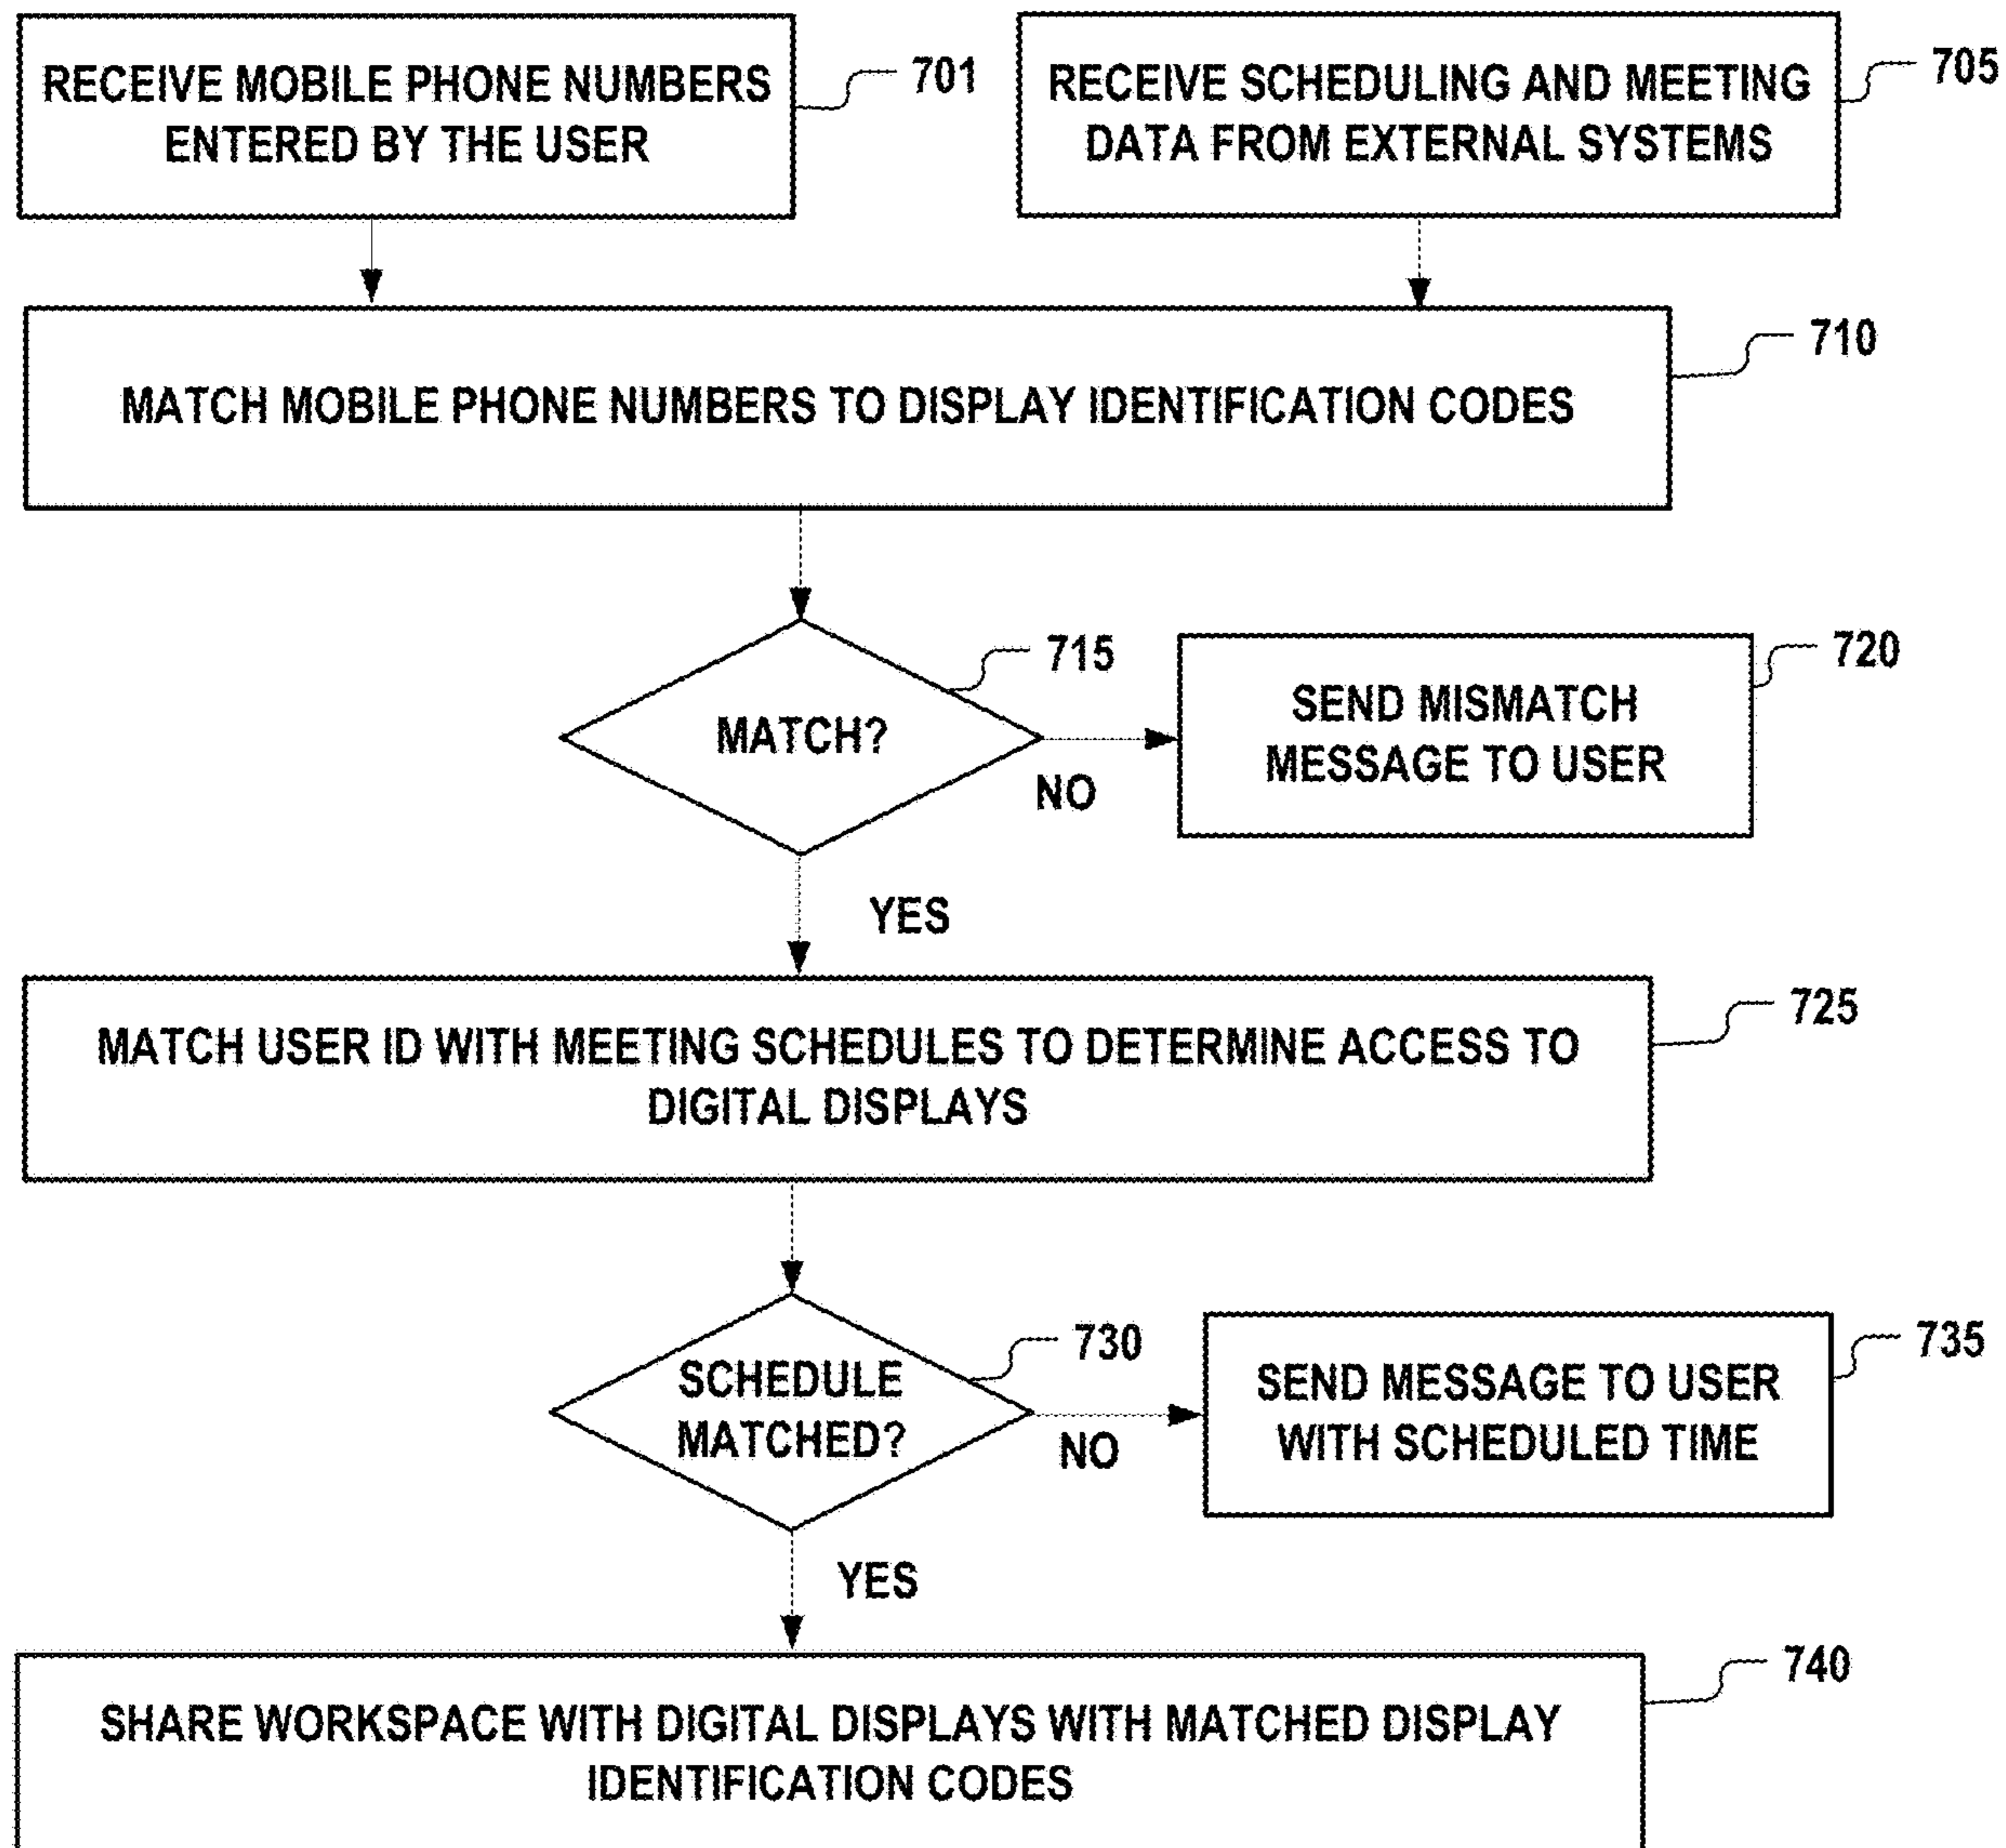 RECEIVE MOBILE PHONE NUMBERS
ENTERED BY THE USER
701
RECEIVE SCHEDULING AND MEETING
DATA FROM EXTERNAL SYSTEMS
705
MATCH MOBILE PHONE NUMBERS TO DISPLAY IDENTIFICATION CODES
710
MATCH?
715
NO
SEND MISMATCH
MESSAGE TO USER
720
YES
MATCH USER ID WITH MEETING SCHEDULES TO DETERMINE ACCESS TO
DIGITAL DISPLAYS
725
SCHEDULE
MATCHED?
730
NO
SEND MESSAGE TO USER
WITH SCHEDULED TIME
735
YES
SHARE WORKSPACE WITH DIGITAL DISPLAYS WITH MATCHED DISPLAY
IDENTIFICATION CODES
740